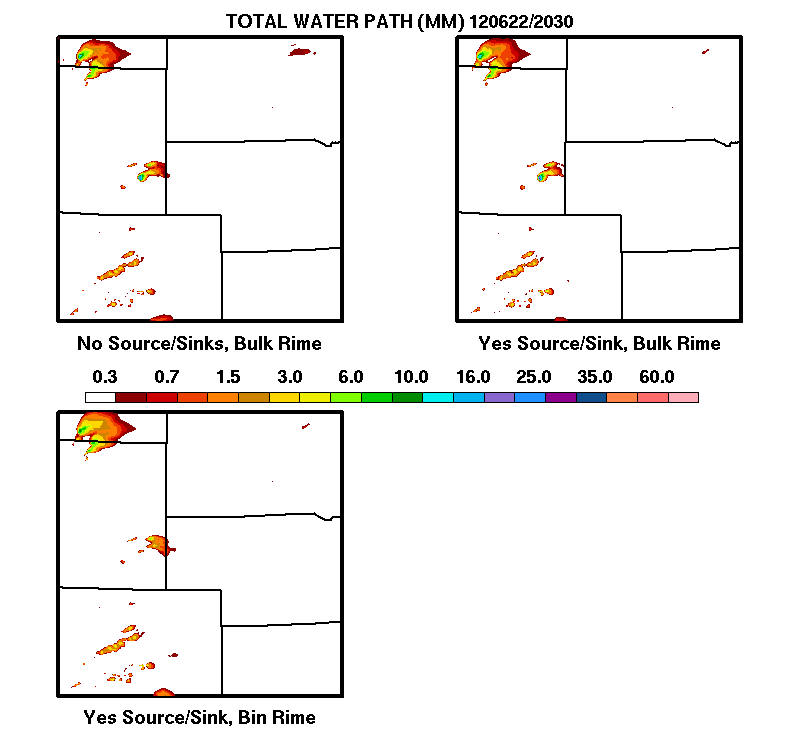 TOTAL WATER PATH (MM) 120622/2030
No Source/Sinks, Bulk Rime
Yes Source/Sink, Bulk Rime
0.3 0.7 1.5 3.0 6.0 10.0 16.0 25.0 35.0 60.0
Yes Source/Sink, Bin Rime